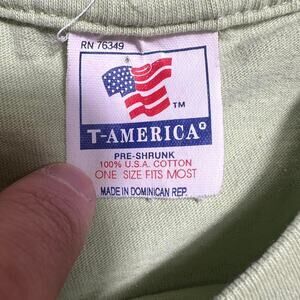 RN 76349
TM
T-AMERICA®
PRE-SHRUNK
100% U.S.A. COTTON
ONE SIZE FITS MOST
MADE IN DOMINICAN REP.